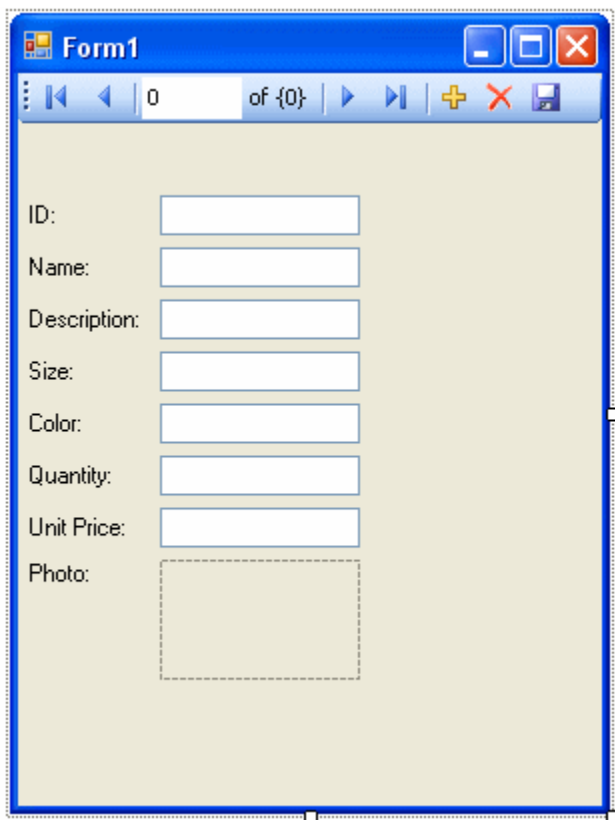 Form1
0 of {0}
ID:
Name:
Description:
Size:
Color:
Quantity:
Unit Price:
Photo: